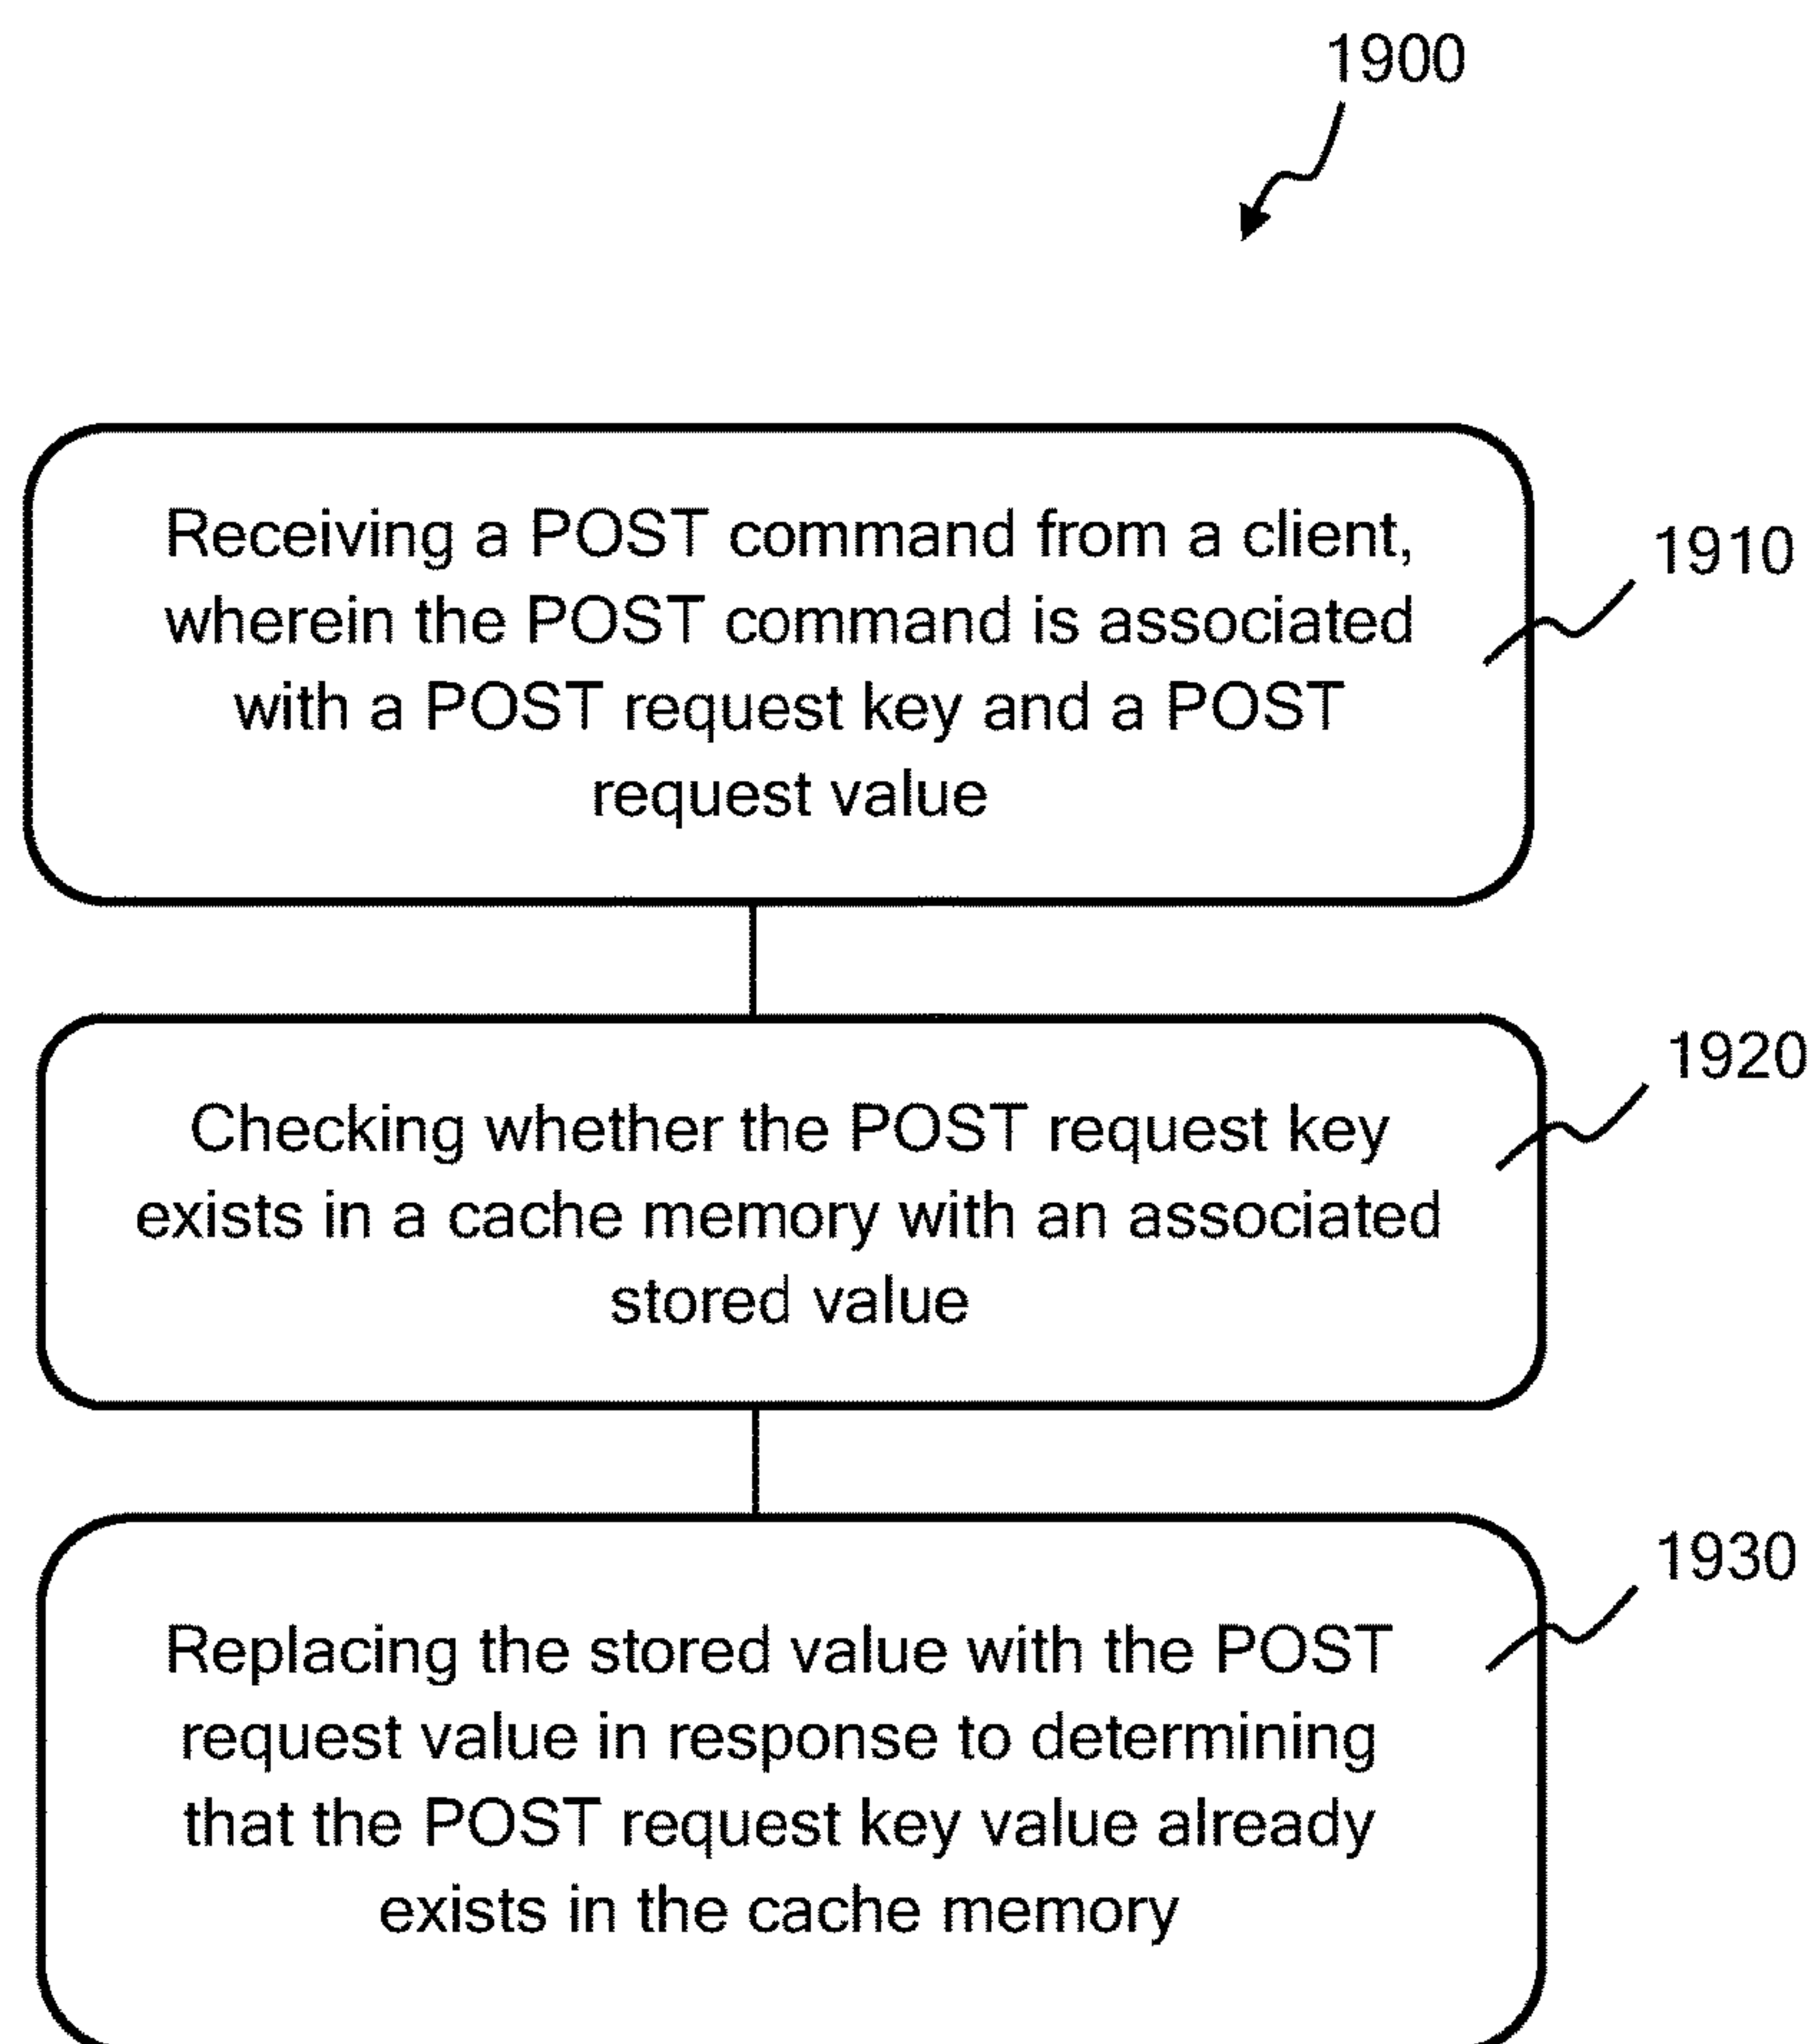 1900
Receiving a POST command from a client,
wherein the POST command is associated
with a POST request key and a POST
request value
1910
Checking whether the POST request key
exists in a cache memory with an associated
stored value
1920
Replacing the stored value with the POST
request value in response to determining
that the POST request key value already
exists in the cache memory
1930